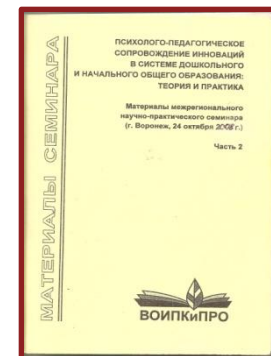 МАТЕРИАЛЫ СЕМИНАРА
ПСИХОЛОГО-ПЕДАГОГИЧЕСКОЕ
СОПРОВОЖДЕНИЕ ИННОВАЦИЙ
В СИСТЕМЕ ДОШКОЛЬНОГО
И НАЧАЛЬНОГО ОБЩЕГО ОБРАЗОВАНИЯ:
ТЕОРИЯ И ПРАКТИКА
Материалы межрегионального
научно-практического семинара
(г. Воронеж, 24 октября г.)
Часть 2
ВОИПКиПРО